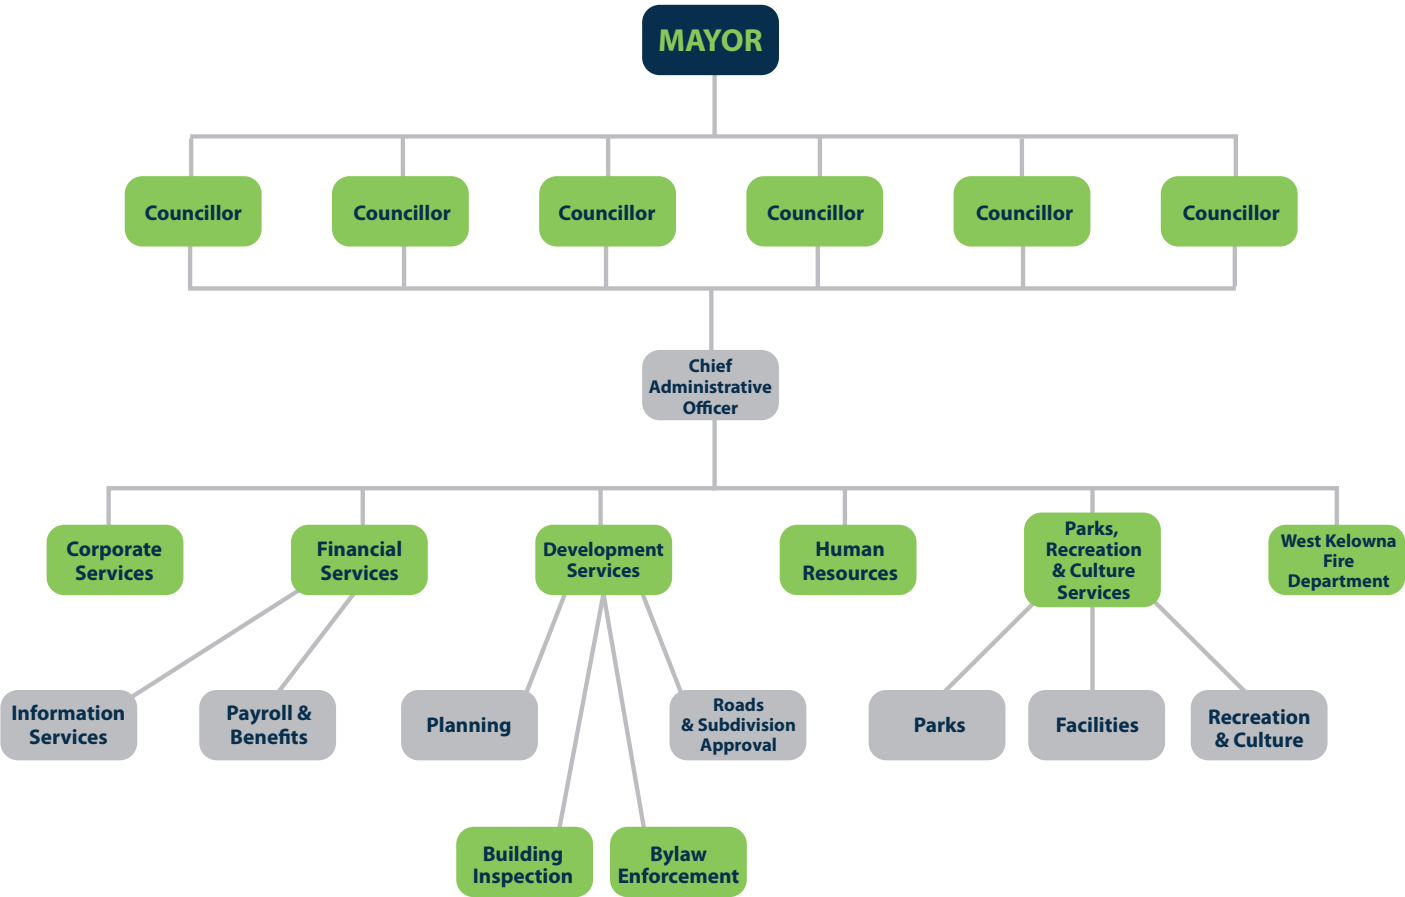 MAYOR
Councillor
Councillor
Councillor
Councillor
Councillor
Councillor
Chief
Administrative
Officer
Corporate
Services
Financial
Services
Development
Services
Human
Resources
Parks,
Recreation
& Culture
Services
West Kelowna
Fire
Department
Information
Services
Payroll &
Benefits
Planning
Roads
& Subdivision
Approval
Parks
Facilities
Recreation
& Culture
Building
Inspection
Bylaw
Enforcement